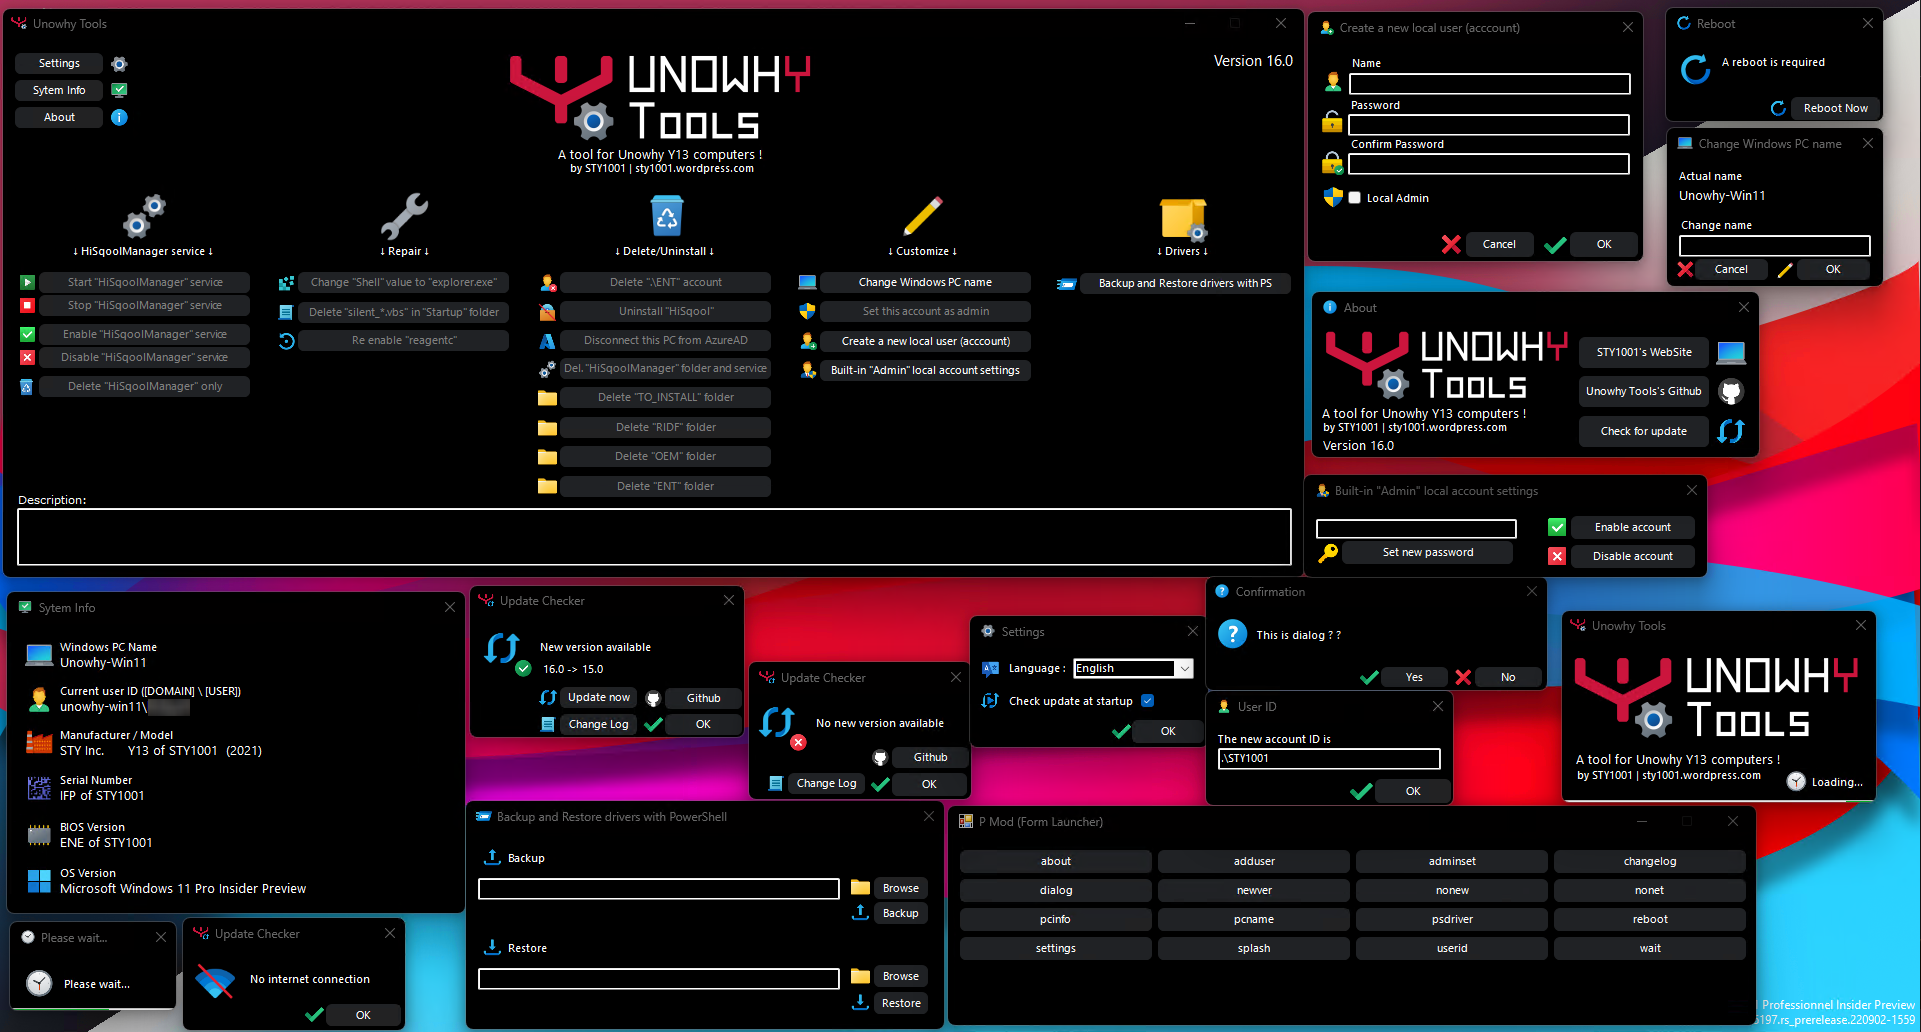 Unowhy Tools
Settings
Sytem Info
About
UNOWHY
TOOLS
A tool for Unowhy Y13 computers !
by STY1001 | sty1001.wordpress.com
Version 16.0
↓ HiSqoolManager service ↓
Start "HiSqoolManager" service
Stop "HiSqoolManager" service
Enable "HiSqoolManager" service
Disable "HiSqoolManager" service
Delete "HiSqoolManager" only
↓ Repair ↓
Change "Shell" value to "explorer.exe"
Delete "silent_*.vbs" in "Startup" folder
Re enable "reagentc"
↓ Delete/Uninstall ↓
Delete ".\ENT" account
Uninstall "HiSqool"
Disconnect this PC from AzureAD
Del. "HiSqoolManager" folder and service
Delete "TO_INSTALL" folder
Delete "RIDF" folder
Delete "OEM" folder
Delete "ENT" folder
↓ Customize ↓
Change Windows PC name
Set this account as admin
Create a new local user (acccount)
Built-in "Admin" local account settings
↓ Drivers ↓
Backup and Restore drivers with PS
Description:
Create a new local user (acccount)
Name
Password
Confirm Password
Local Admin
Cancel
OK
Reboot
A reboot is required
Reboot Now
Change Windows PC name
Actual name
Unowhy-Win11
Change name
Cancel
OK
About
UNOWHY
TOOLS
A tool for Unowhy Y13 computers !
by STY1001 | sty1001.wordpress.com
Version 16.0
STY1001's WebSite
Unowhy Tools's Github
Check for update
Built-in "Admin" local account settings
Set new password
Enable account
Disable account
Sytem Info
Windows PC Name
Unowhy-Win11
Current user ID ([DOMAIN] \ [USER])
unowhy-win11\
Manufacturer / Model
STY Inc. Y13 of STY1001 (2021)
Serial Number
IFP of STY1001
BIOS Version
ENE of STY1001
OS Version
Microsoft Windows 11 Pro Insider Preview
Update Checker
New version available
16.0 -> 15.0
Update now
Github
Change Log
OK
Update Checker
No new version available
Github
Change Log
OK
Settings
Language :
English
Check update at startup
OK
Confirmation
This is dialog ? ?
Yes
No
User ID
The new account ID is
.\STY1001
OK
Unowhy Tools
UNOWHY
TOOLS
A tool for Unowhy Y13 computers !
by STY1001 | sty1001.wordpress.com
Loading...
Please wait...
Please wait...
Update Checker
No internet connection
OK
Backup and Restore drivers with PowerShell
Backup
Browse
Backup
Restore
Browse
Restore
P Mod (Form Launcher)
about
adduser
adminset
changelog
dialog
newver
nonew
nonet
pcinfo
pcname
psdriver
reboot
settings
splash
userid
wait
Professionnel Insider Preview
5197.rs_prerelease.220902-1559